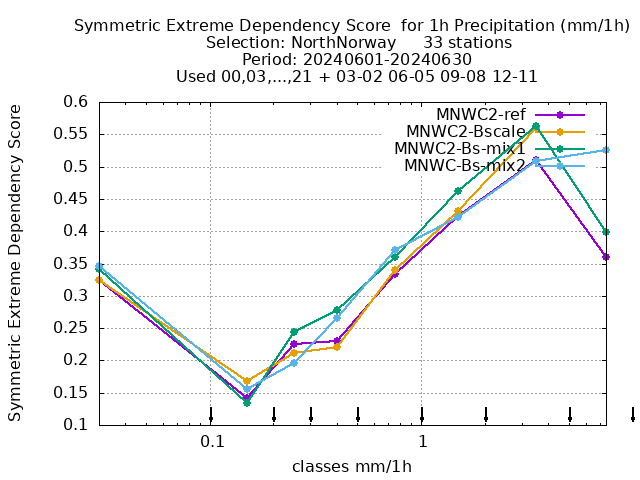 Symmetric Extreme Dependency Score  for 1h Precipitation (mm/1h)
Selection: NorthNorway     33 stations
Period: 20240601-20240630
Used 00,03,...,21 + 03-02 06-05 09-08 12-11
Symmetric Extreme Dependency Score
0.6
0.55
0.5
0.45
0.4
0.35
0.3
0.25
0.2
0.15
0.1
MNWC2-ref
MNWC2-Bscale
MNWC2-Bs-mix1
MNWC-Bs-mix2
0.1
1
classes mm/1h